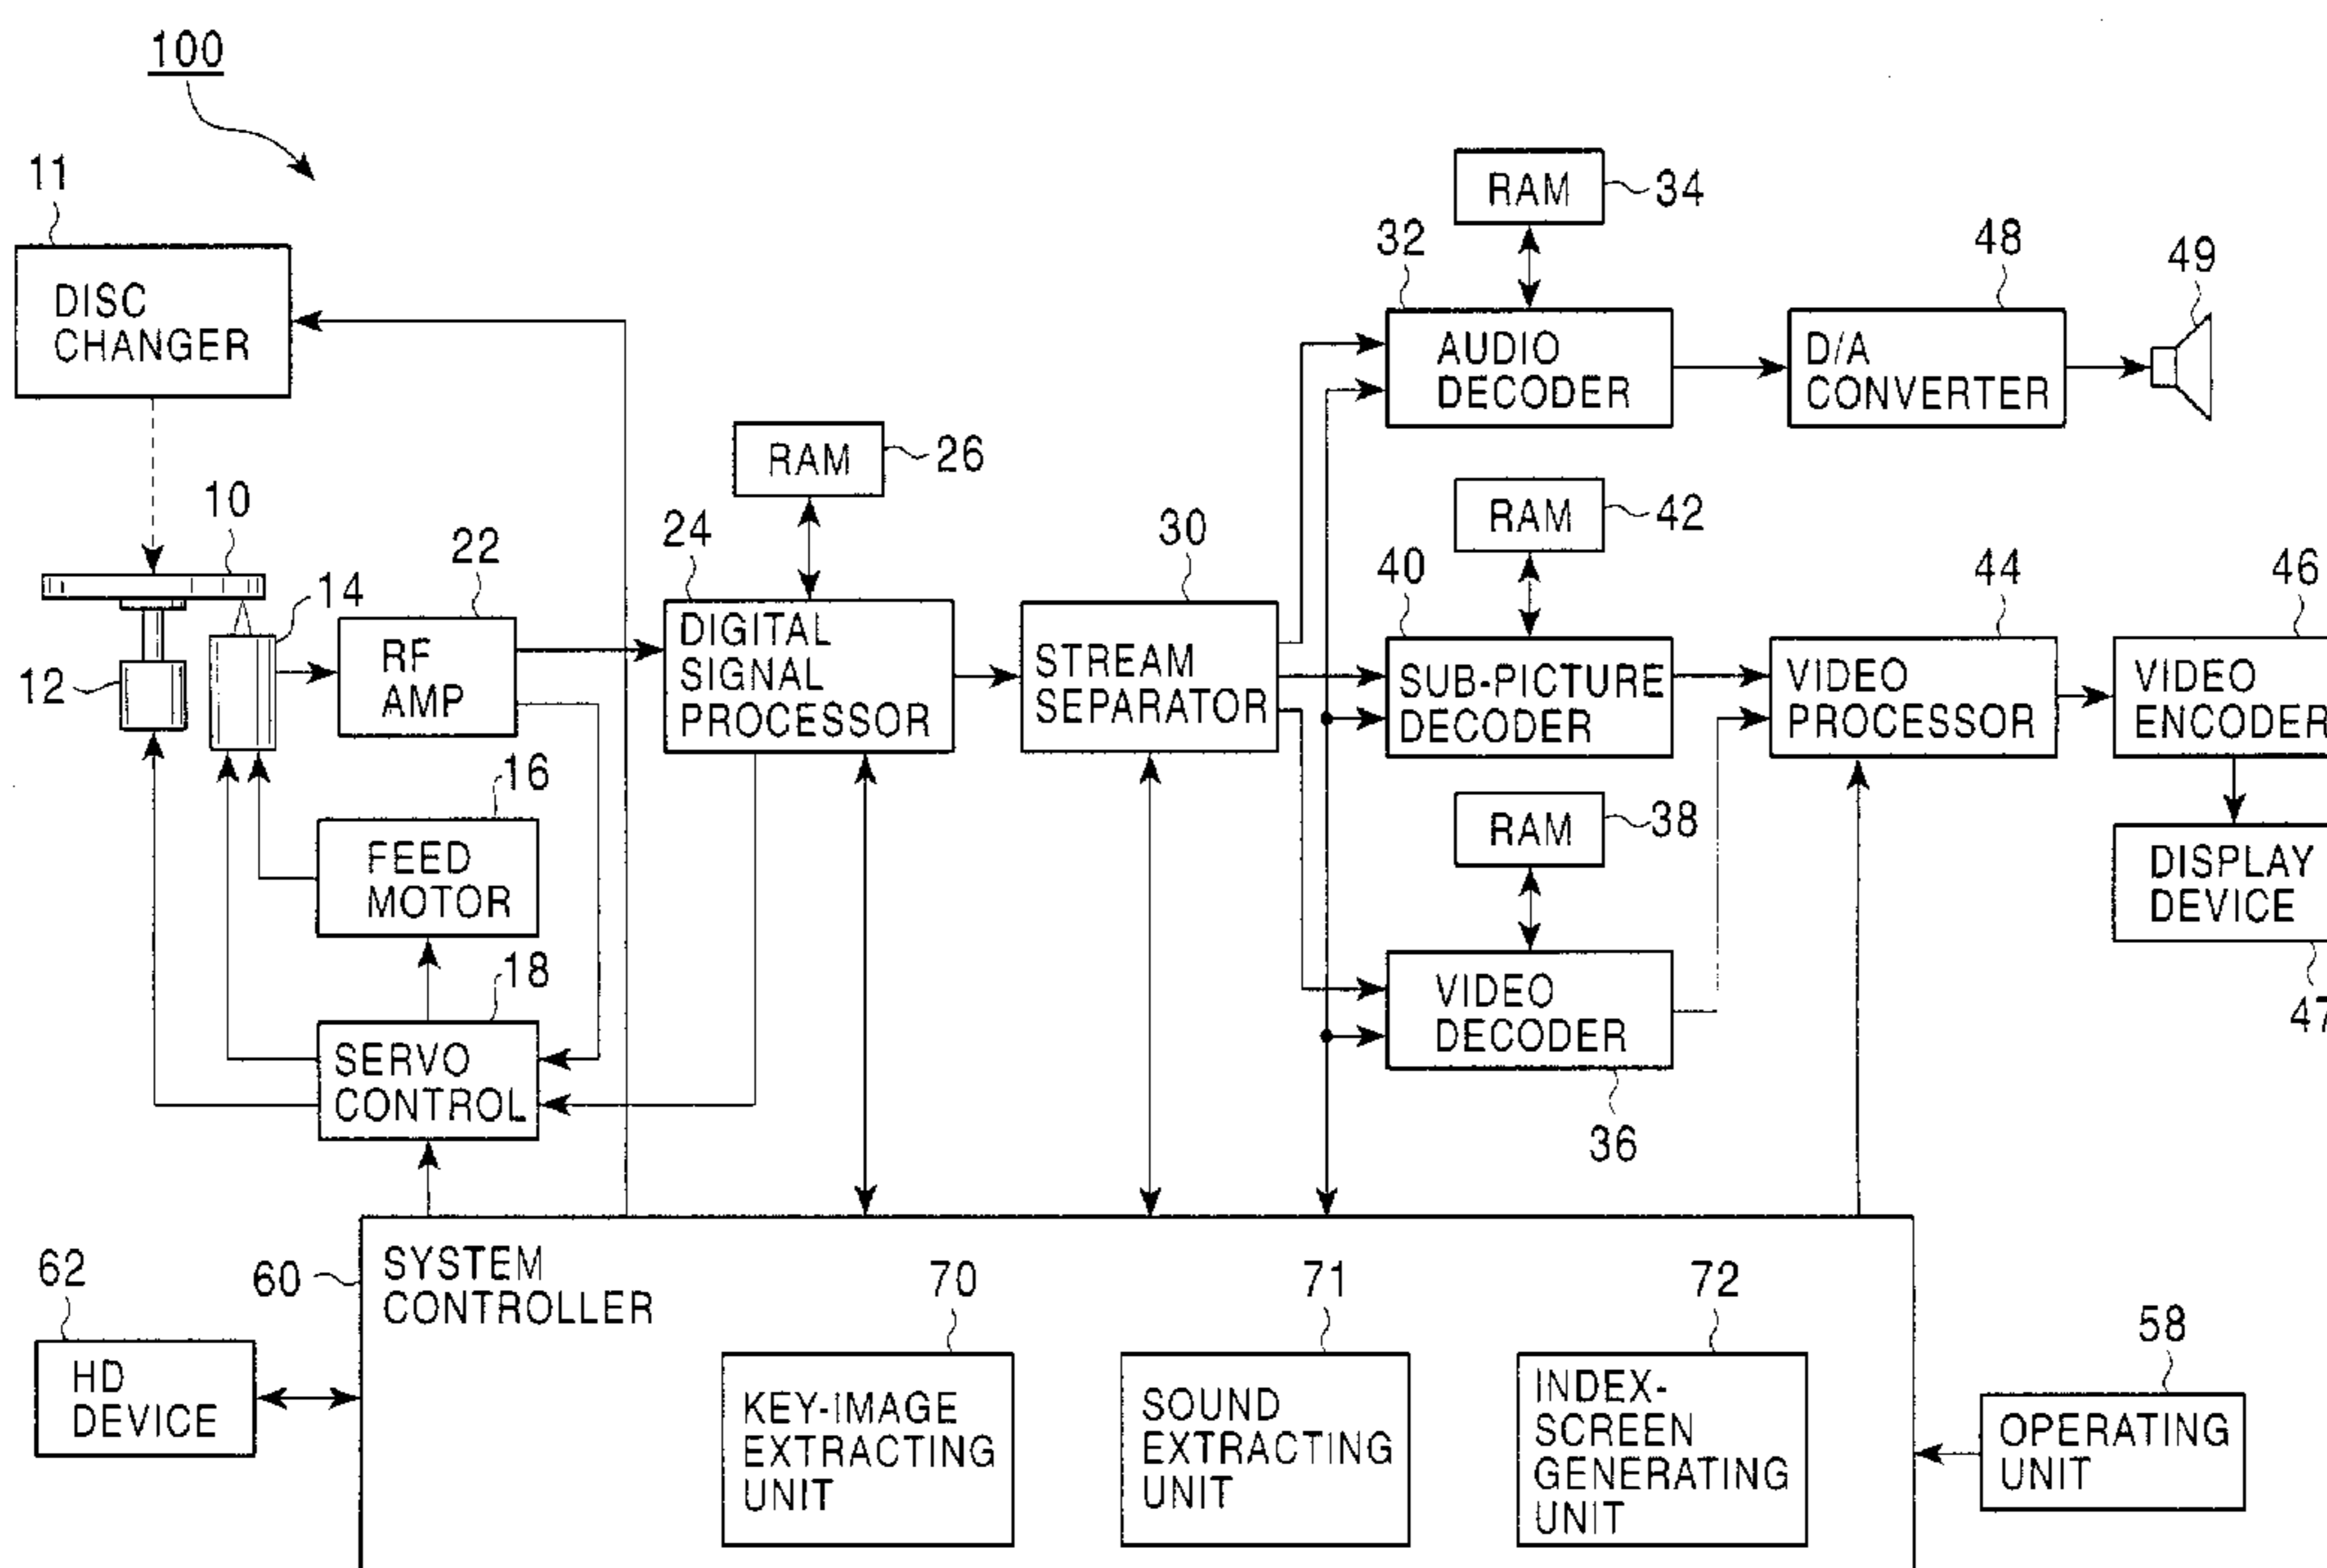 100
11
DISC
CHANGER
10
12
14
22
RF
AMP
16
FEED
MOTOR
18
SERVO
CONTROL
24
DIGITAL
SIGNAL
PROCESSOR
RAM
26
30
STREAM
SEPARATOR
RAM
34
32
AUDIO
DECODER
48
D/A
CONVERTER
49
RAM
42
40
SUB-PICTURE
DECODER
44
VIDEO
PROCESSOR
46
VIDEO
ENCODER
RAM
38
VIDEO
DECODER
36
DISPLAY
DEVICE
47
62
HD
DEVICE
60
SYSTEM
CONTROLLER
70
KEY-IMAGE
EXTRACTING
UNIT
71
SOUND
EXTRACTING
UNIT
72
INDEX-
SCREEN
GENERATING
UNIT
58
OPERATING
UNIT